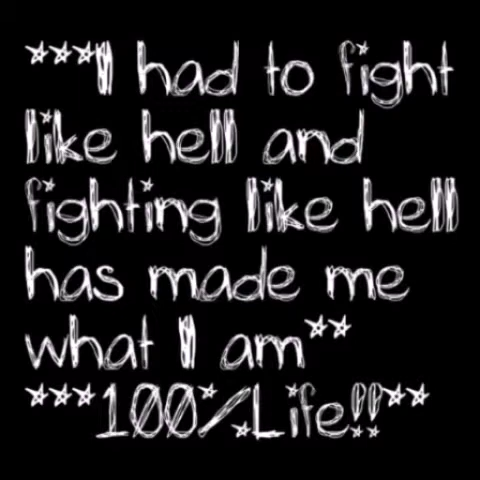 ***I had to fight
like hell and
fighting like hell
has made me
what I am**
***100%Life!!**